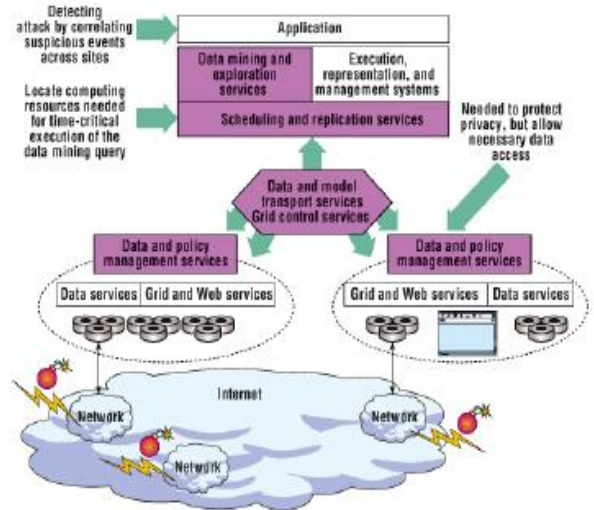 Detecting
attack by correlating
suspicious events
across sites
Application
Data mining and
exploration
services
Execution,
representation, and
management systems
Locate computing
resources needed
for time-critical
execution of the
data mining query
Scheduling and replication services
Needed to protect
privacy, but allow
necessary data
access
Data and model
transport services
Grid control services
Data and policy
management services
Data and policy
management services
Data services
Grid and Web services
Grid and Web services
Data services
Internet
Network
Network
Network